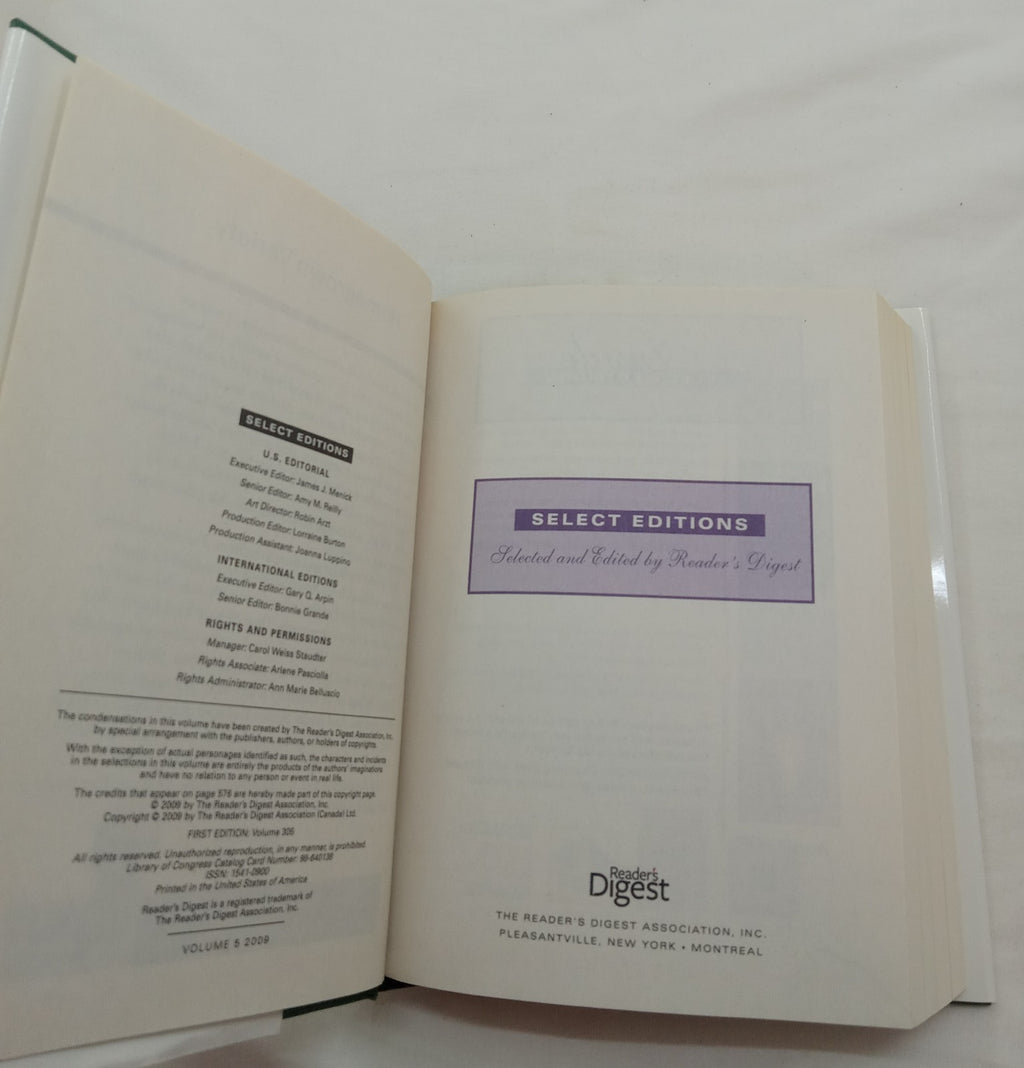 SELECT EDITIONS
U.S. EDITORIAL
Executive Editor: James J. Menick
Senior Editor: Amy M. Reilly
Art Director: Robin Arzt
Production Editor: Lorraine Burton
Production Assistant: Joanna Luppino
INTERNATIONAL EDITIONS
Executive Editor: Gary Q. Arpin
Senior Editor: Bonnie Grande
RIGHTS AND PERMISSIONS
Manager: Carol Weiss Staudter
Rights Associate: Arlene Pasciolla
Rights Administrator: Ann Marie Belluscio
The condensations in this volume have been created by The Reader's Digest Association, Inc.
by special arrangement with the publishers, authors, or holders of copyrights.
With the exception of actual personages identified as such, the characters and incidents
in the selections in this volume are entirely the products of the authors' imaginations
and have no relation to any person or event in real life.
The credits that appear on page 576 are hereby made part of this copyright page.
© 2009 by The Reader's Digest Association, Inc.
Copyright © 2009 by The Reader's Digest Association (Canada) Ltd.
FIRST EDITION: Volume 305
All rights reserved. Unauthorized reproduction, in any manner, is prohibited.
Library of Congress Catalog Card Number: 98-640138
ISSN: 1541-0900
Printed in the United States of America
Reader's Digest is a registered trademark of
The Reader's Digest Association, Inc.
VOLUME 5 2009
SELECT EDITIONS
Selected and Edited by Reader's Digest
Reader's
Digest
THE READER'S DIGEST ASSOCIATION, INC.
PLEASANTVILLE, NEW YORK • MONTREAL